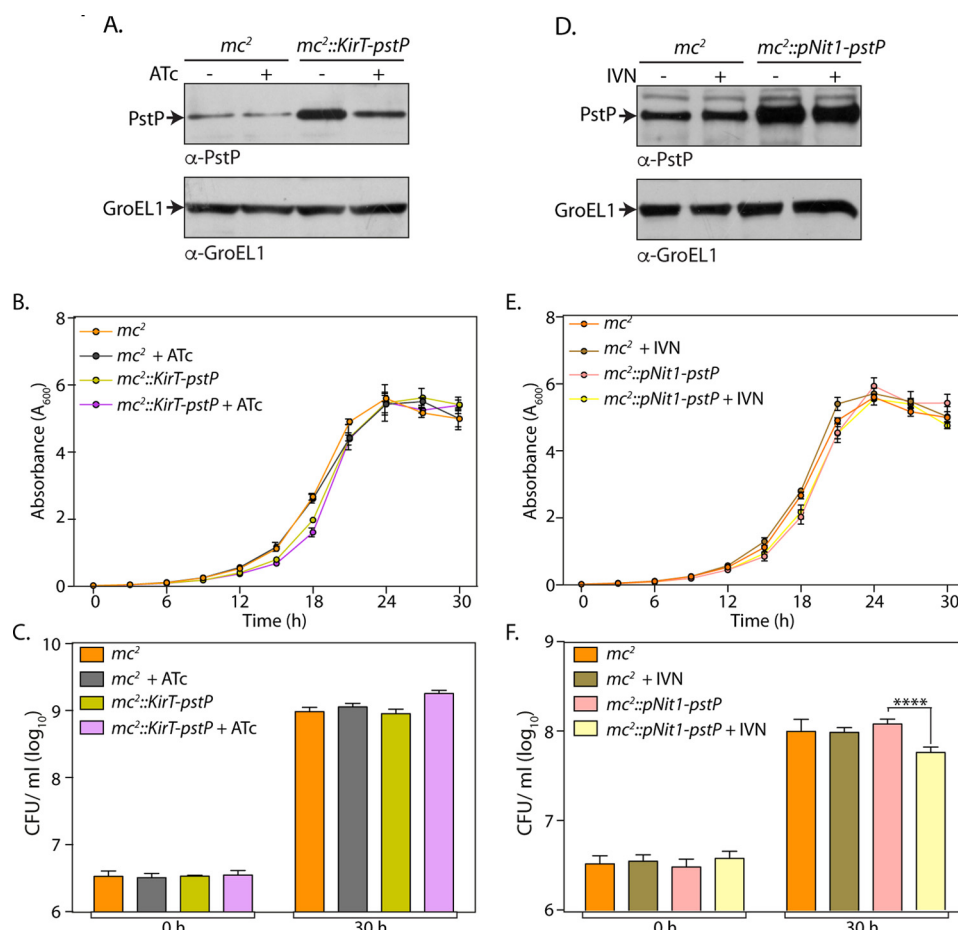 A.
mc² mc²::KirT-pstP
ATc - + - +
PstP
α-PstP
GroEL1
α-GroEL1
D.
mc² mc²::pNit1-pstP
IVN - + - +
PstP
α-PstP
GroEL1
α-GroEL1
B.
mc²
mc² + ATc
mc²::KirT-pstP
mc²::KirT-pstP + ATc
Absorbance (A₆₀₀)
8
6
4
2
0
0 6 12 18 24 30
Time (h)
E.
mc²
mc² + IVN
mc²::pNit1-pstP
mc²::pNit1-pstP + IVN
Absorbance (A₆₀₀)
8
6
4
2
0
0 6 12 18 24 30
Time (h)
C.
mc²
mc² + ATc
mc²::KirT-pstP
mc²::KirT-pstP + ATc
CFU/ ml (log₁₀)
10
9
8
7
6
0 h 30 h
F.
mc²
mc² + IVN
mc²::pNit1-pstP
mc²::pNit1-pstP + IVN
****
CFU/ ml (log₁₀)
9
8
7
6
0 h 30 h